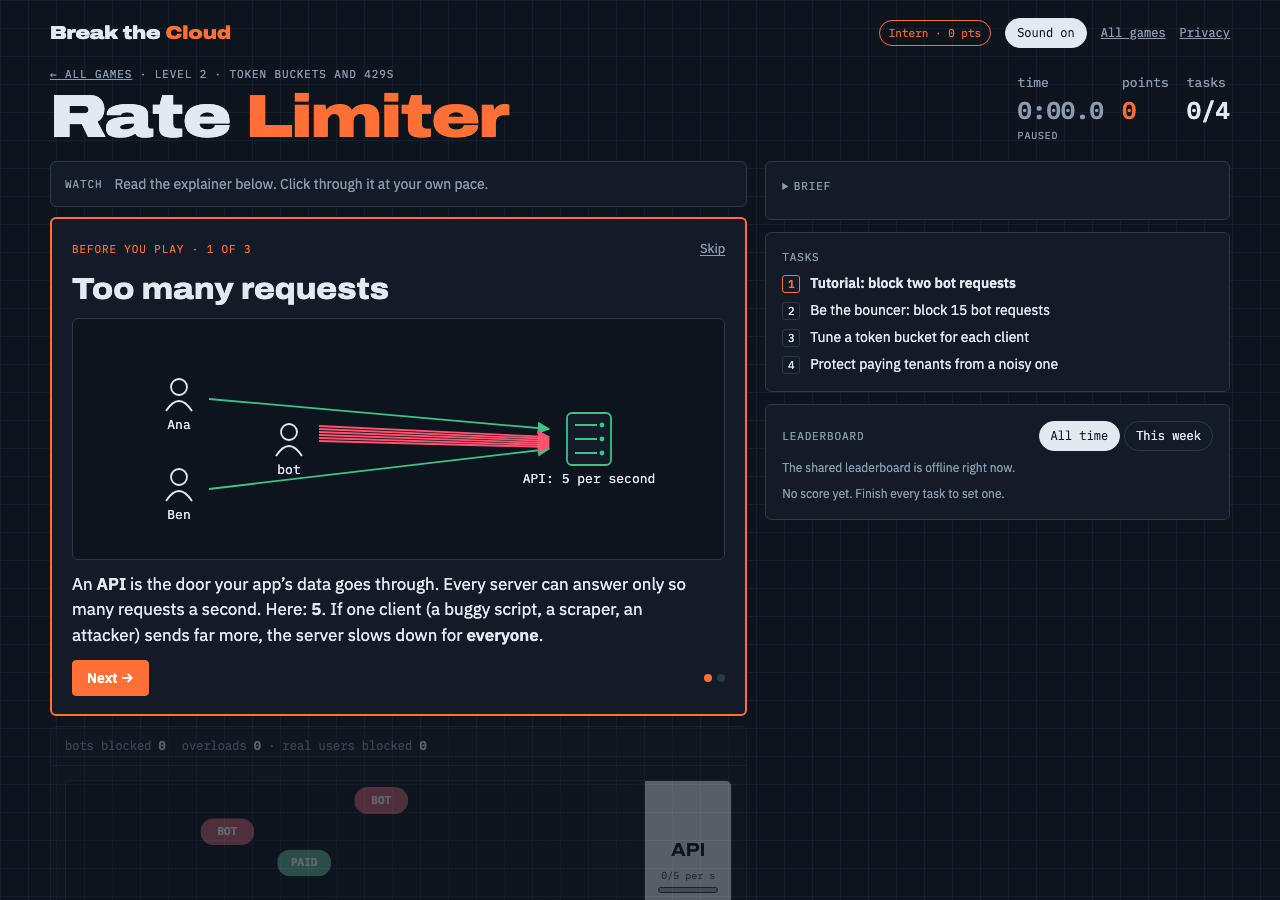 Break the Cloud
Intern · 0 pts
Sound on
All games
Privacy
← ALL GAMES · LEVEL 2 · TOKEN BUCKETS AND 429S
Rate Limiter
time
0:00.0
PAUSED
points
0
tasks
0/4
WATCH Read the explainer below. Click through it at your own pace.
BEFORE YOU PLAY · 1 OF 3
Skip
Too many requests
Ana
bot
Ben
API: 5 per second
An API is the door your app’s data goes through. Every server can answer only so
many requests a second. Here: 5. If one client (a buggy script, a scraper, an
attacker) sends far more, the server slows down for everyone.
Next →
bots blocked 0 overloads 0 · real users blocked 0
BOT
BOT
PAID
API
0/5 per s
▶ BRIEF
TASKS
1 Tutorial: block two bot requests
2 Be the bouncer: block 15 bot requests
3 Tune a token bucket for each client
4 Protect paying tenants from a noisy one
LEADERBOARD
All time
This week
The shared leaderboard is offline right now.
No score yet. Finish every task to set one.